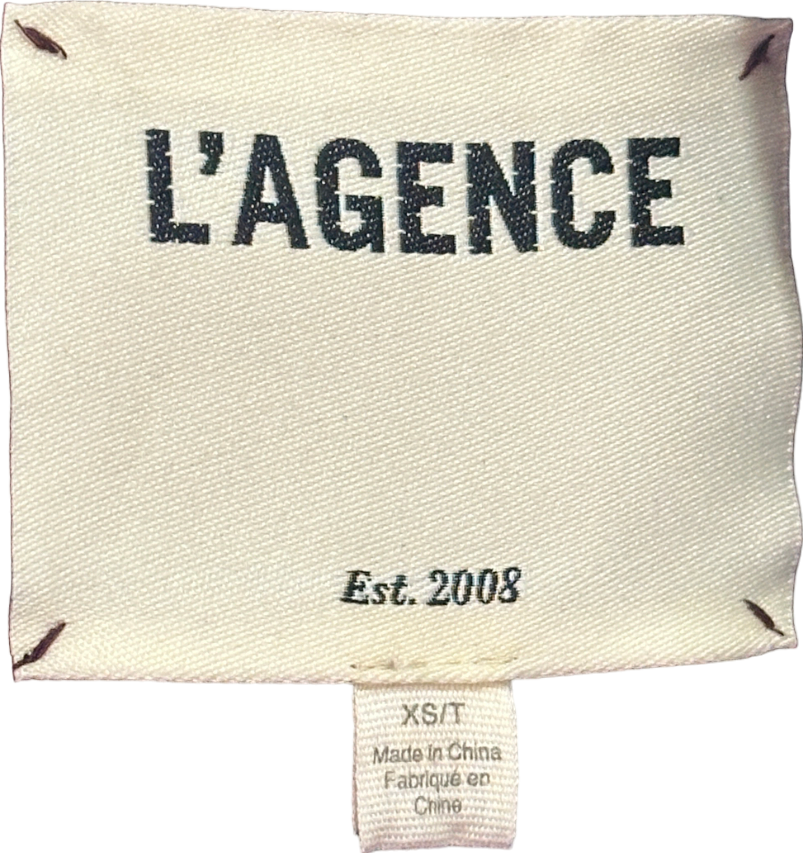 L'AGENCE
Est. 2008
XS/T
Made in China
Fabriqué en
Chine